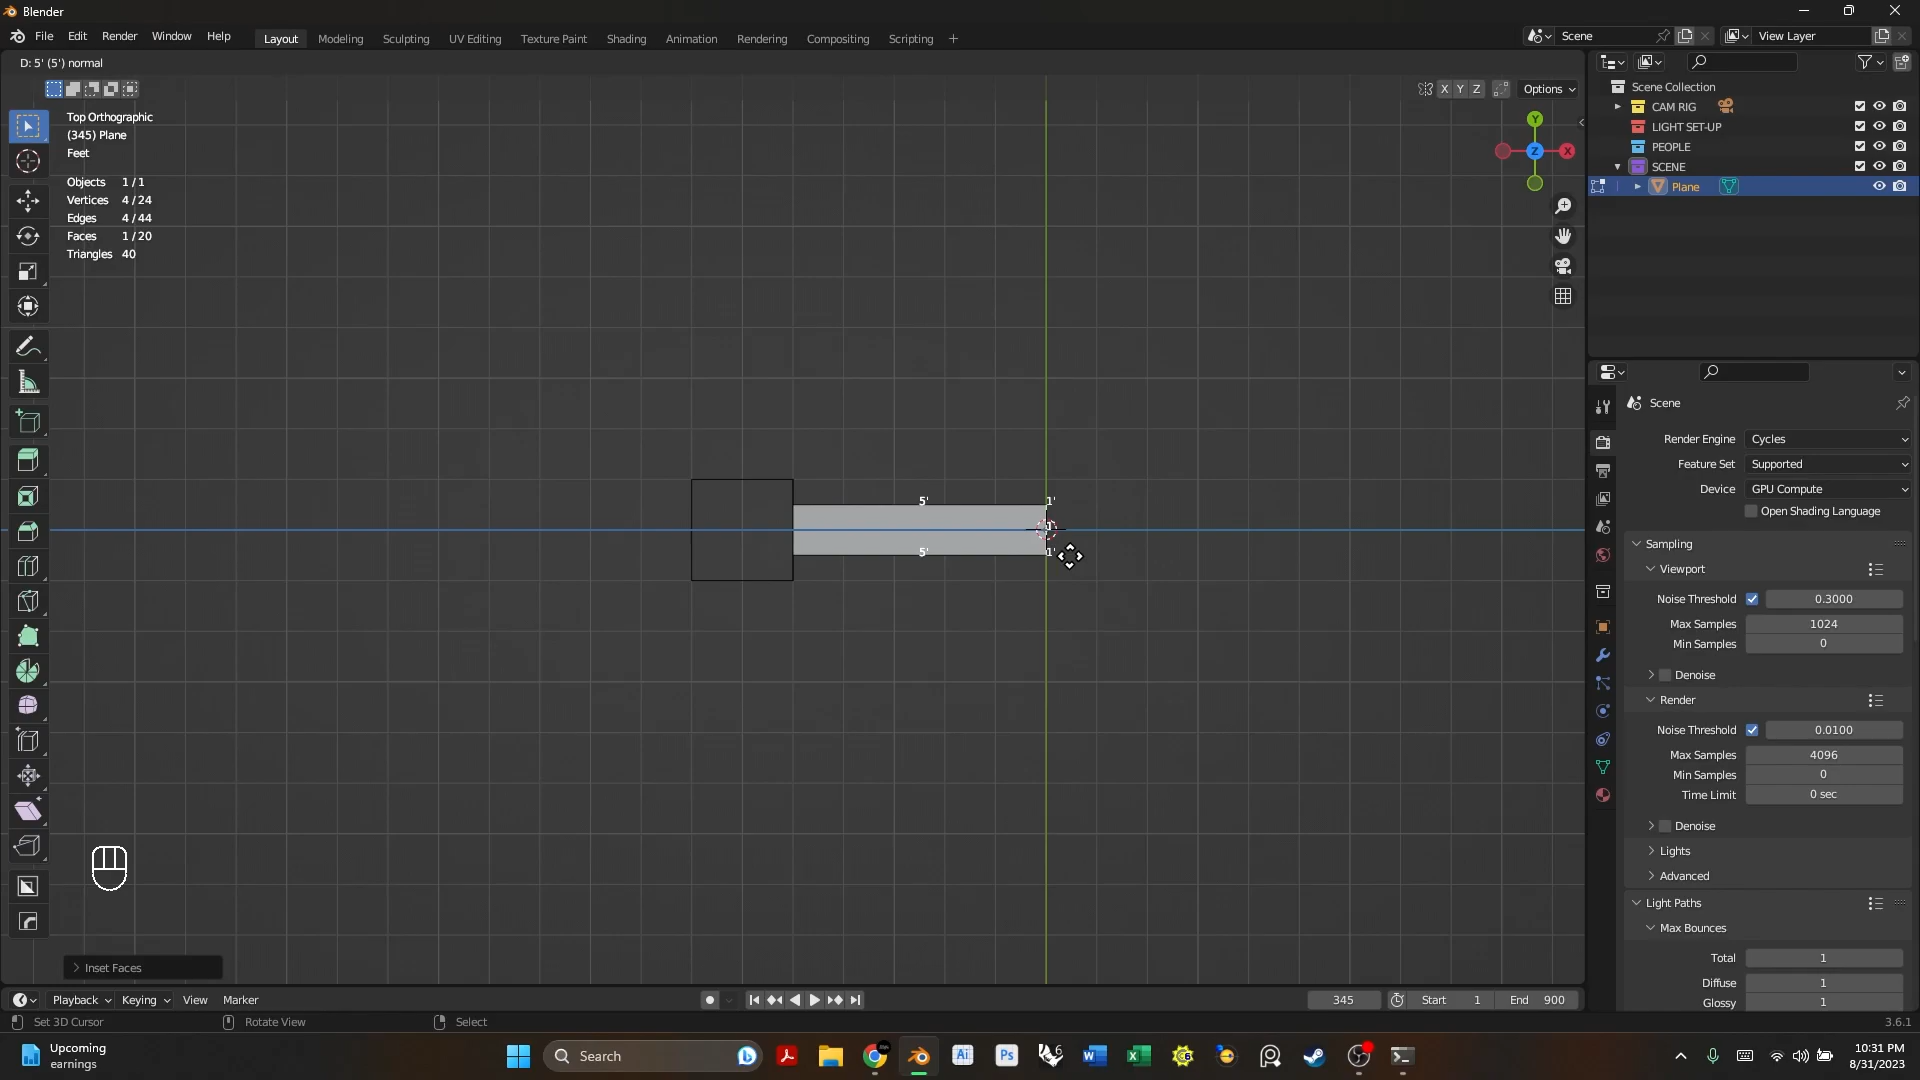 Blender
File Edit Render Window Help
Layout Modeling Sculpting UV Editing Texture Paint Shading Animation Rendering Compositing Scripting +
Scene
View Layer
D: 5' (5') normal
X Y Z
Options
Top Orthographic
(345) Plane
Feet
Objects 1 / 1
Vertices 4 / 24
Edges 4 / 44
Faces 1 / 20
Triangles 40
Y
Z X
5' 1'
5' 1'
Inset Faces
Scene Collection
CAM RIG
LIGHT SET-UP
PEOPLE
SCENE
Plane
Scene
Render Engine Cycles
Feature Set Supported
Device GPU Compute
Open Shading Language
Sampling
Viewport
Noise Threshold 0.3000
Max Samples 1024
Min Samples 0
Denoise
Render
Noise Threshold 0.0100
Max Samples 4096
Min Samples 0
Time Limit 0 sec
Denoise
Lights
Advanced
Light Paths
Max Bounces
Total 1
Diffuse 1
Glossy 1
Playback Keying View Marker
345 Start 1 End 900
Set 3D Cursor Rotate View Select
3.6.1
Upcoming
earnings
Search
Ai Ps 6 W X
10:31 PM
8/31/2023